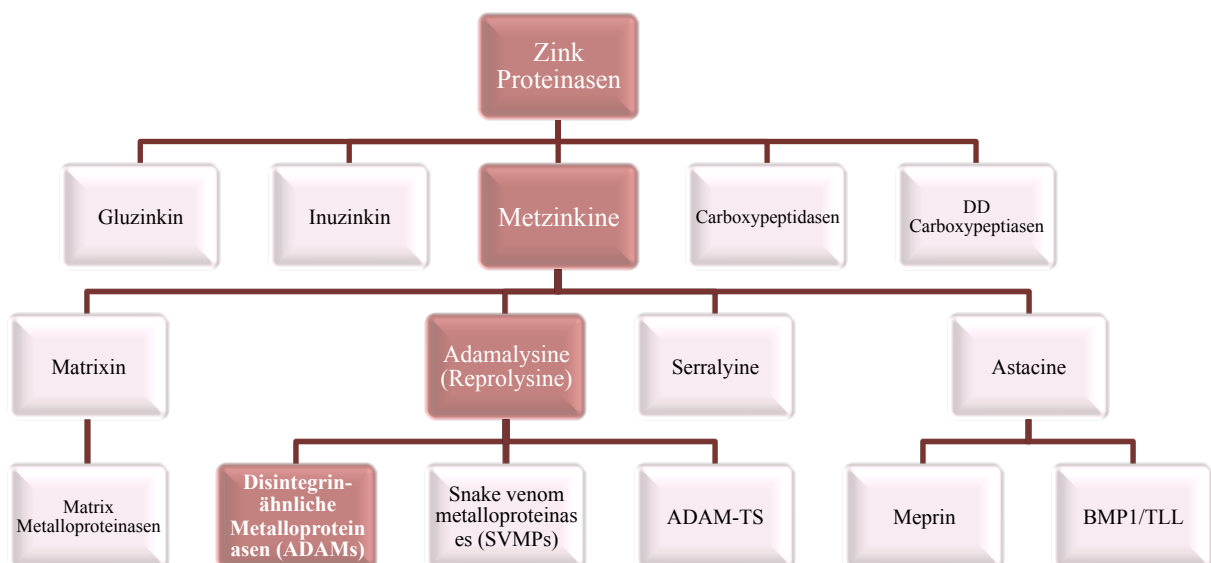 Zink
Proteinasen
Gluzinkin
Inuzinkin
Metzinkine
Carboxypeptidasen
DD
Carboxypeptiasen
Matrixin
Adamalysine
(Reprolysine)
Serralyine
Astacine
Matrix
Metalloproteinasen
Disintegrin-
ähnliche
Metalloprotein
asen (ADAMs)
Snake venom
metalloproteinas
es (SVMPs)
ADAM-TS
Meprin
BMP1/TLL